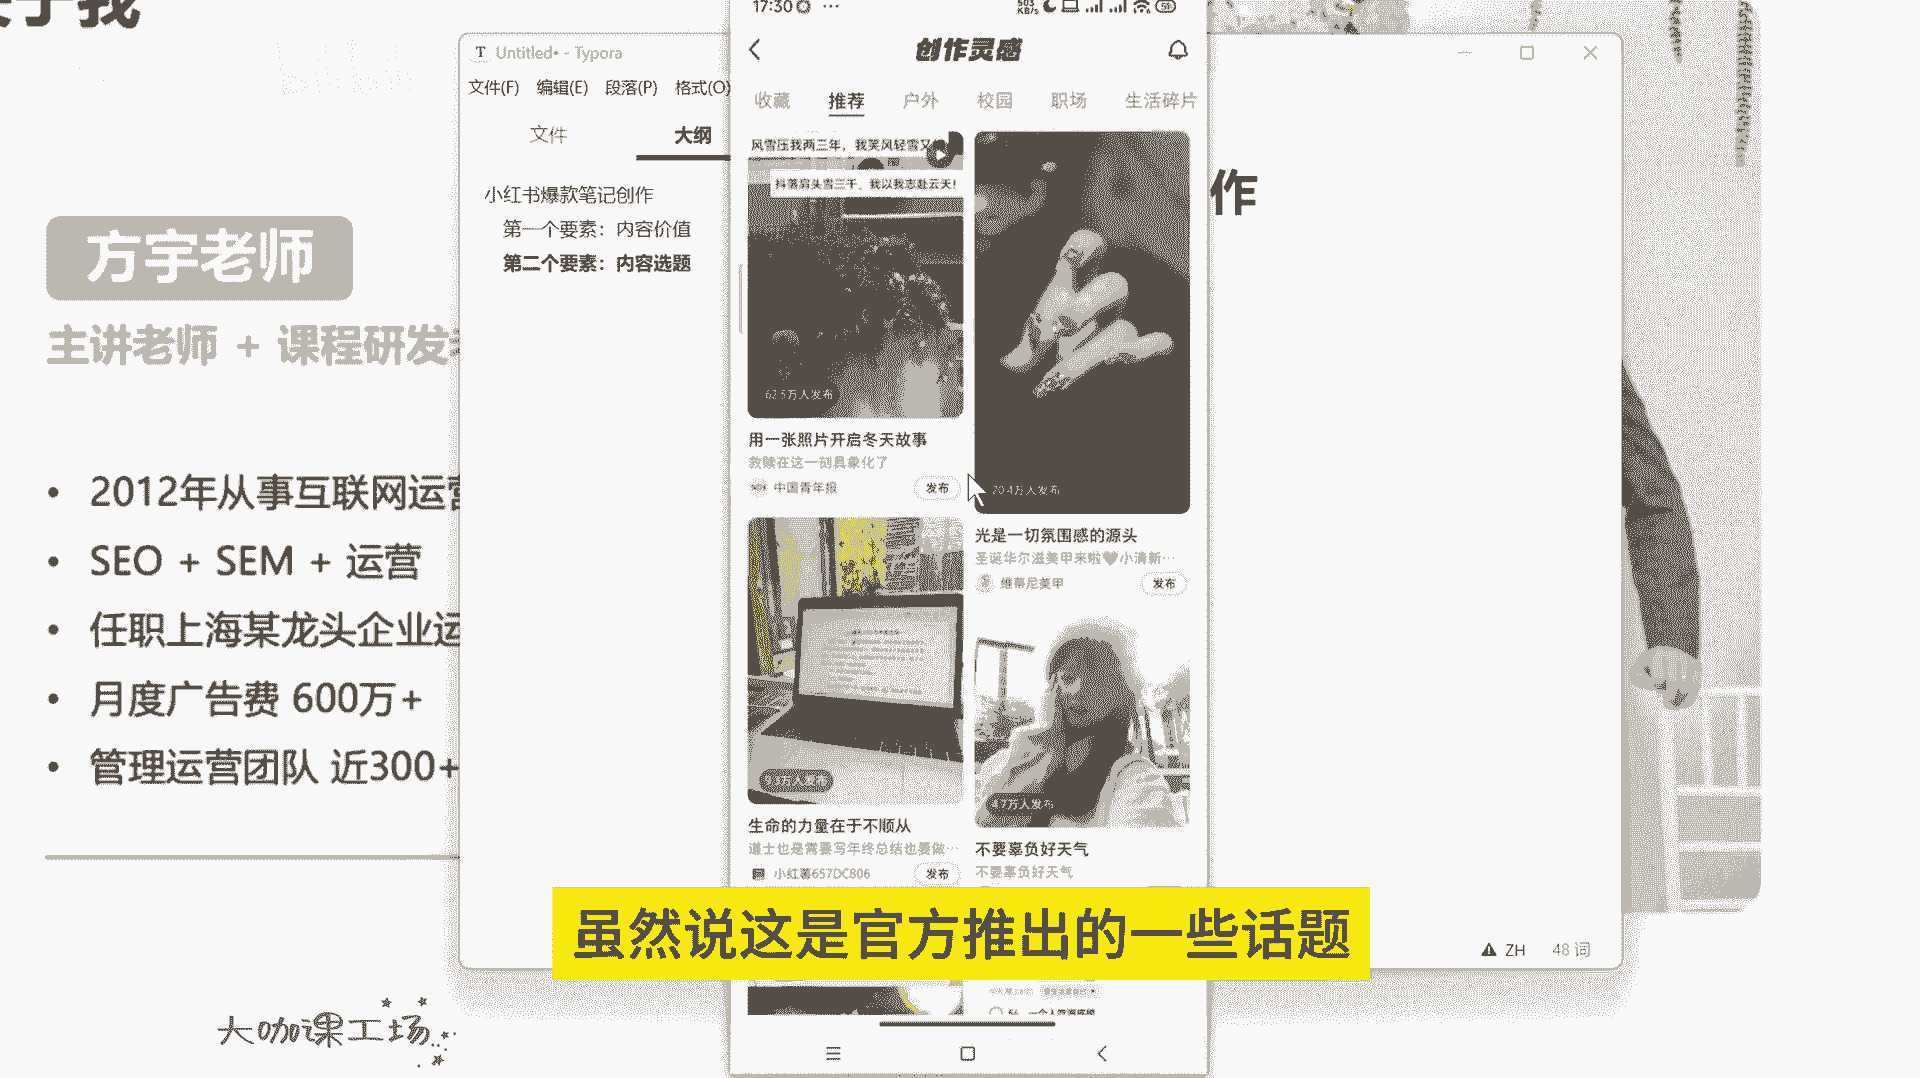 关于我
方宇老师
主讲老师 + 课程研发
2012年从事互联网运营
SEO + SEM + 运营
任职上海某龙头企业运
月度广告费 600万+
管理运营团队 近300+
大咖课工场
T Untitled• - Typora
文件(F) 编辑(E) 段落(P) 格式(O)
文件 大纲
小红书爆款笔记创作
第一个要素：内容价值
第二个要素：内容选题
作
ZH 48 词
17:30
503 KB/s
创作灵感
收藏 推荐 户外 校园 职场 生活碎片
风雪压我两三年，我笑风轻雪又
抖落肩头雪三千，我以我志赴云天！
62.5万人发布
用一张照片开启冬天故事
救赎在这一刻具象化了
中国青年报 发布
20.4万人发布
光是一切氛围感的源头
圣诞华尔滋美甲来啦🖤小清新…
维蒂尼美甲 发布
9.3万人发布
生命的力量在于不顺从
道士也是需要写年终总结也要做…
小红薯657DC806 发布
4.7万人发布
不要辜负好天气
不要辜负好天气
虽然说这是官方推出的一些话题